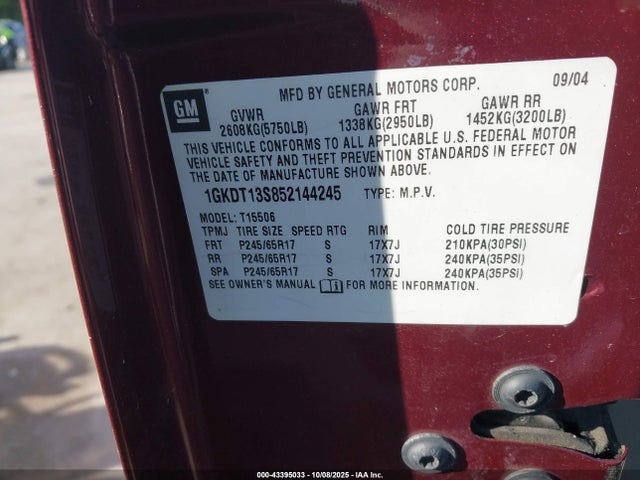 MFD BY GENERAL MOTORS CORP. 09/04
GM
GVWR GAWR FRT GAWR RR
2608KG(5750LB) 1338KG(2950LB) 1452KG(3200LB)
THIS VEHICLE CONFORMS TO ALL APPLICABLE U.S. FEDERAL MOTOR
VEHICLE SAFETY AND THEFT PREVENTION STANDARDS IN EFFECT ON
THE DATE OF MANUFACTURE SHOWN ABOVE.
1GKDT13S852144245 TYPE: M.P.V.
MODEL: T15506
TPMJ TIRE SIZE SPEED RTG RIM COLD TIRE PRESSURE
FRT P245/65R17 S 17X7J 210KPA(30PSI)
RR P245/65R17 S 17X7J 240KPA(35PSI)
SPA P245/65R17 S 17X7J 240KPA(35PSI)
SEE OWNER'S MANUAL FOR MORE INFORMATION.
000-43395033 - 10/08/2025 - IAAI.com